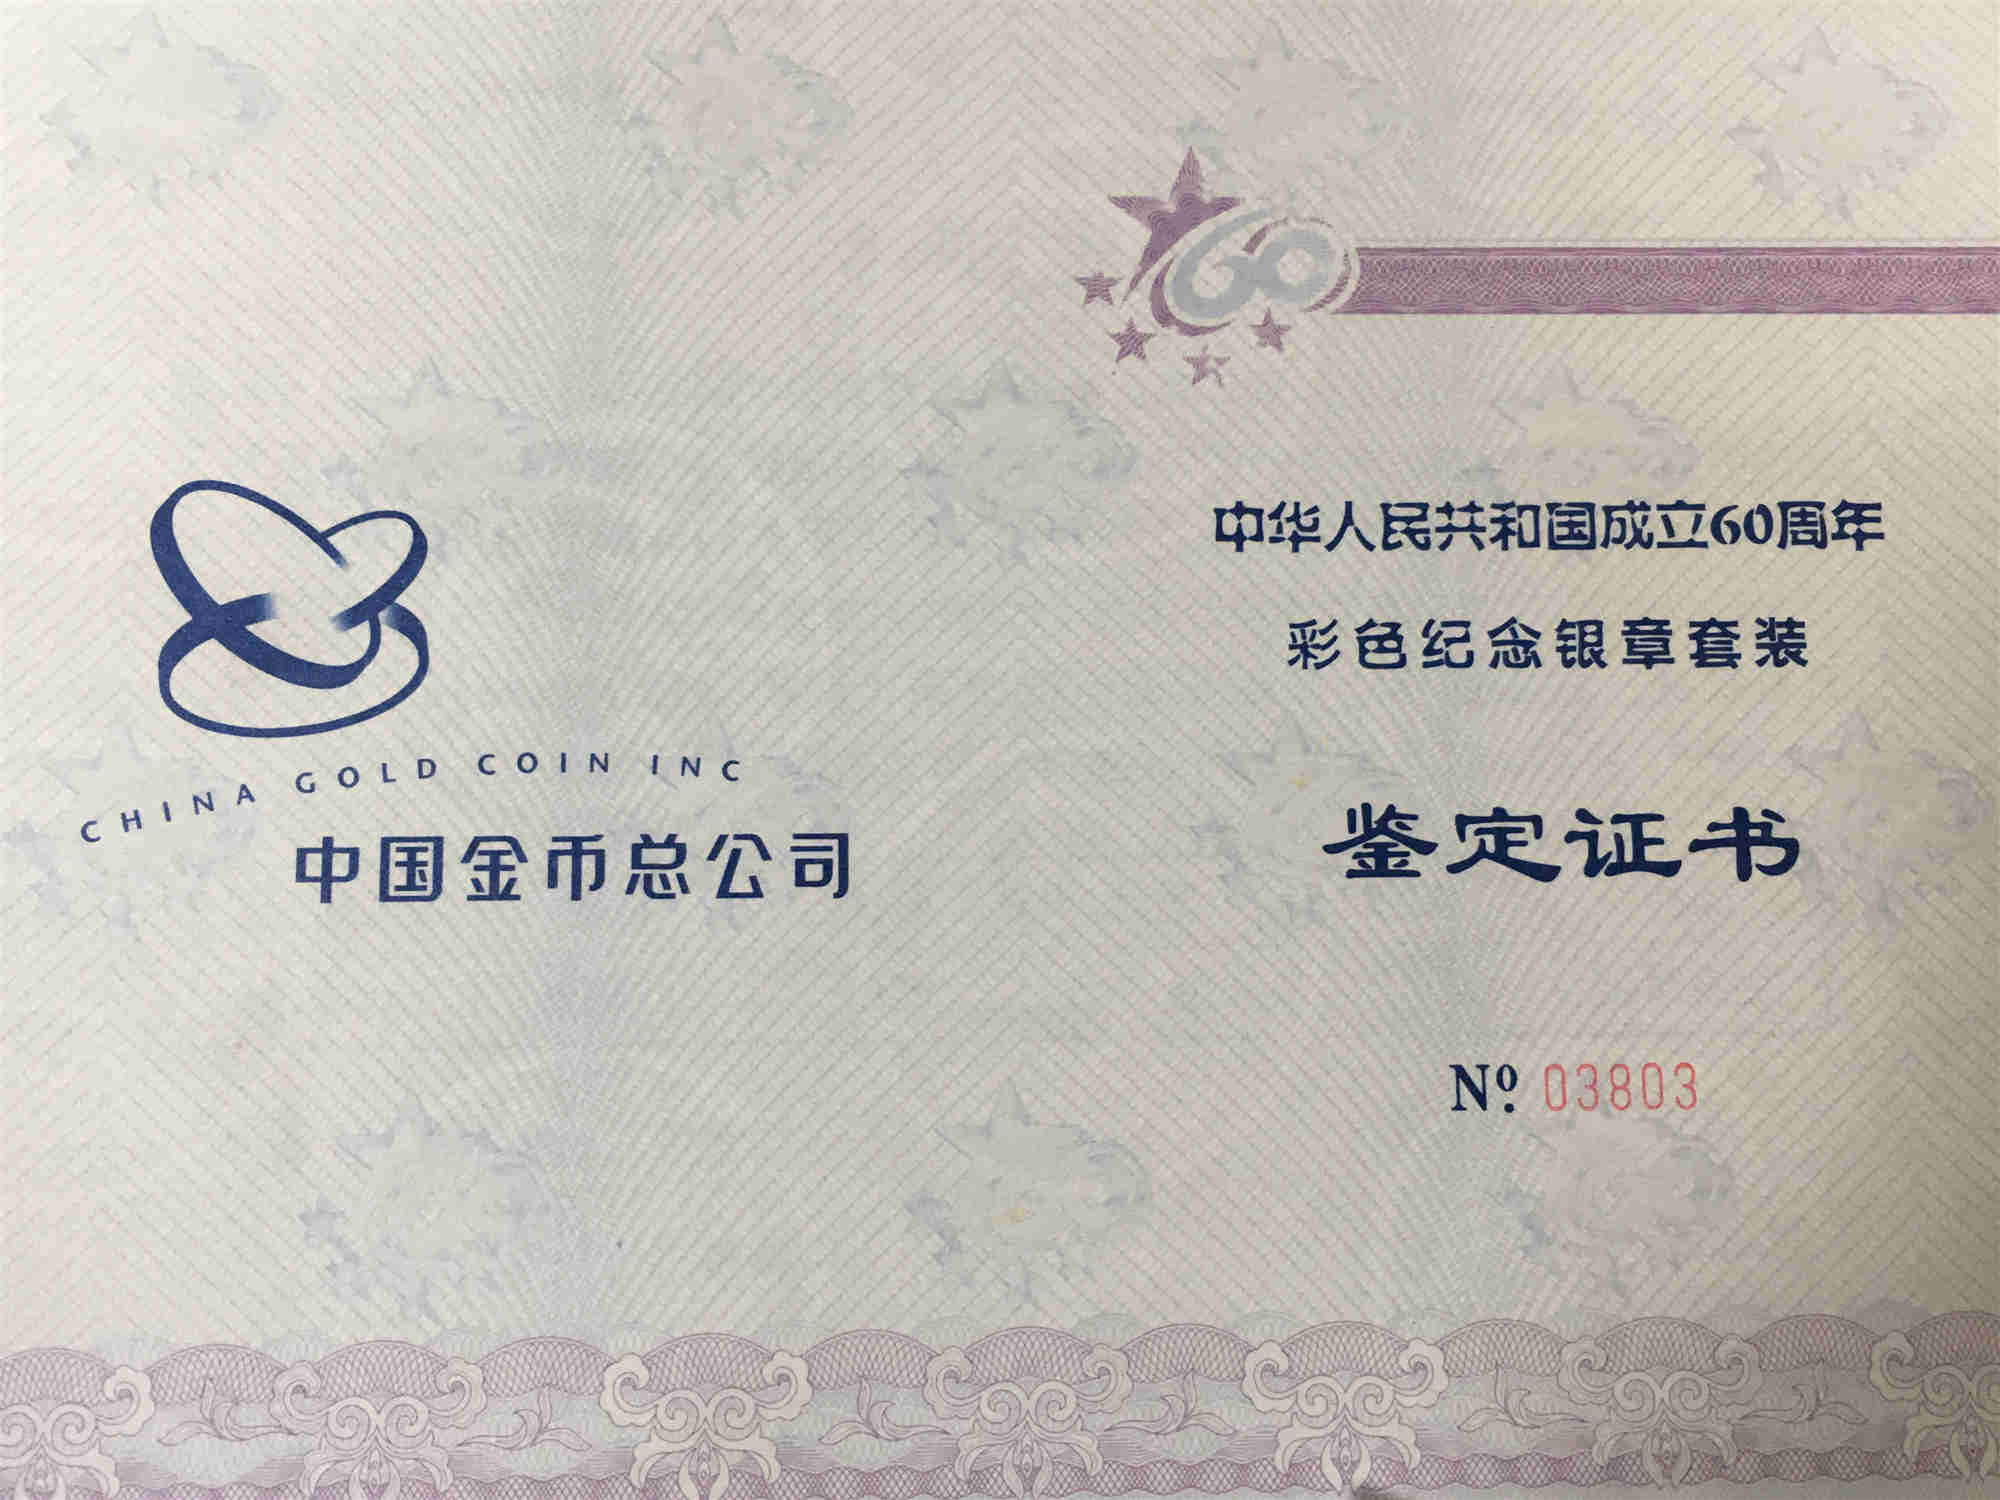 CHINA GOLD COIN INC
中国金币总公司
60
中华人民共和国成立60周年
彩色纪念银章套装
鉴定证书
Nº 03803